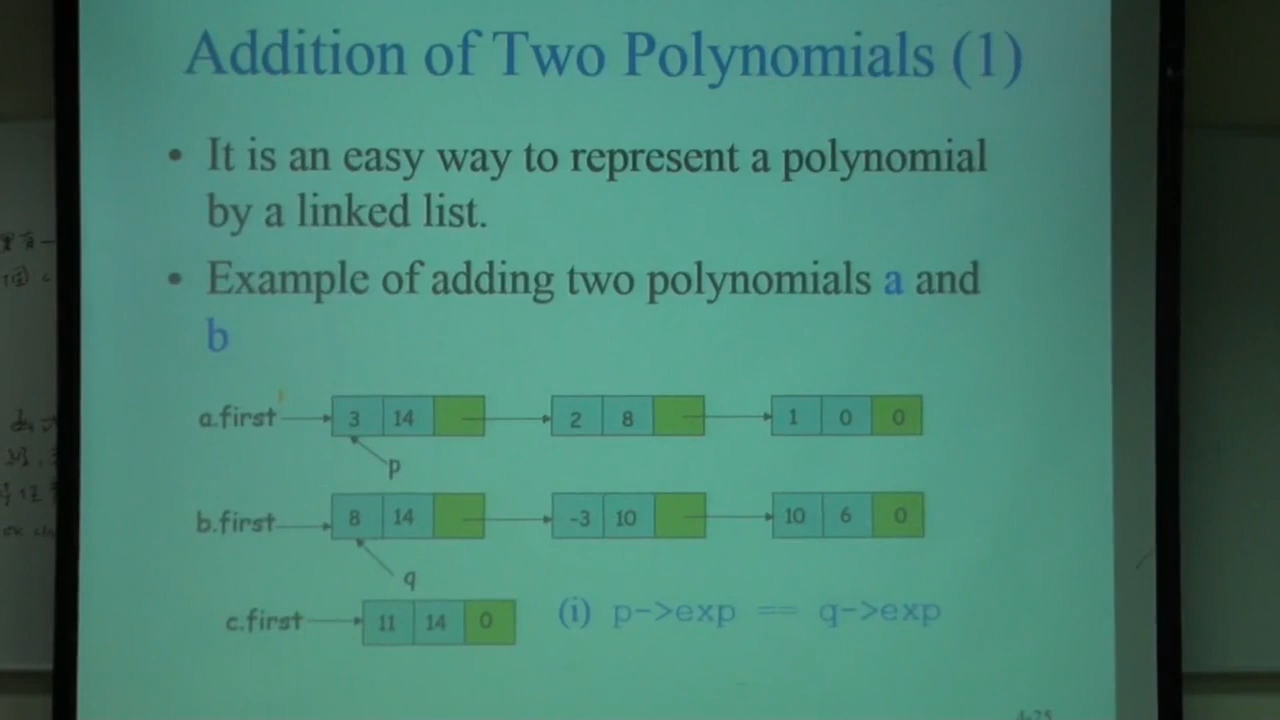 Addition of Two Polynomials (1)
• It is an easy way to represent a polynomial
by a linked list.
• Example of adding two polynomials a and
b
a.first 3 14 2 8 1 0 0
p
b.first 8 14 -3 10 10 6 0
q
c.first 11 14 0 (i) p->exp == q->exp